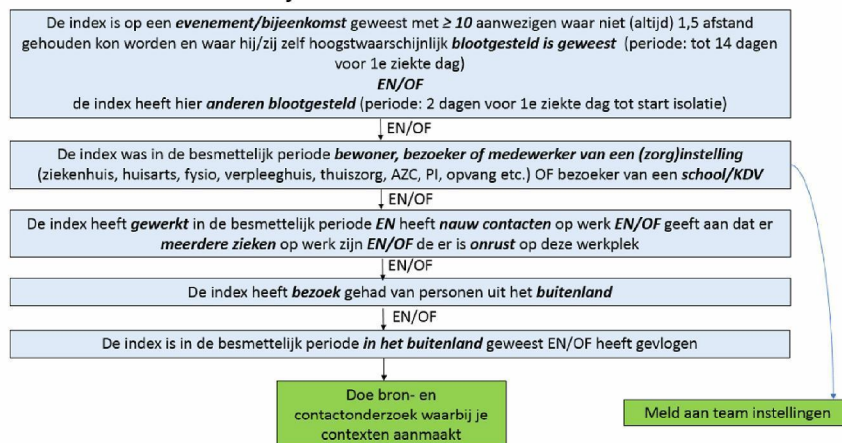 De index is op een evenement/bijeenkomst geweest met ≥ 10 aanwezigen waar niet (altijd) 1,5 afstand
gehouden kon worden en waar hij/zij zelf hoogstwaarschijnlijk blootgesteld is geweest (periode: tot 14 dagen
voor 1e ziekte dag)
EN/OF
de index heeft hier anderen blootgesteld (periode: 2 dagen voor 1e ziekte dag tot start isolatie)
EN/OF
De index was in de besmettelijk periode bewoner, bezoeker of medewerker van een (zorg)instelling
(ziekenhuis, huisarts, fysio, verpleeghuis, thuiszorg, AZC, PI, opvang etc.) OF bezoeker van een school/KDV
EN/OF
De index heeft gewerkt in de besmettelijk periode EN heeft nauw contacten op werk EN/OF geeft aan dat er
meerdere zieken op werk zijn EN/OF de er is onrust op deze werkplek
EN/OF
De index heeft bezoek gehad van personen uit het buitenland
EN/OF
De index is in de besmettelijk periode in het buitenland geweest EN/OF heeft gevlogen
Doe bron- en
contactonderzoek waarbij je
contexten aanmaakt
Meld aan team instellingen